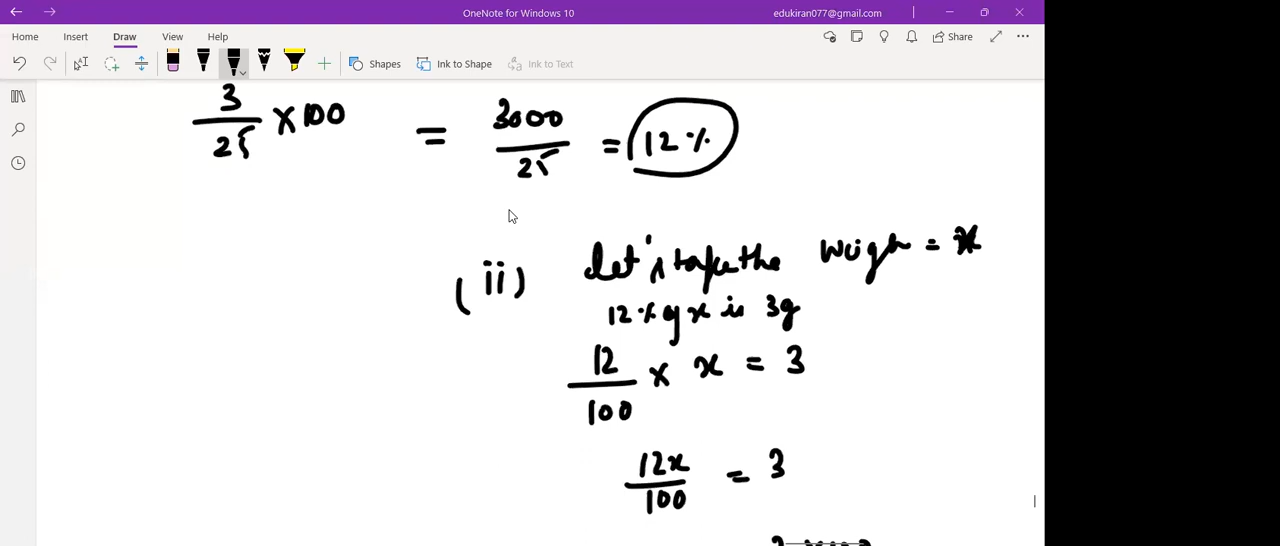 OneNote for Windows 10
edukiran077@gmail.com
Home Insert Draw View Help
Share
Shapes Ink to Shape Ink to Text
3/25 × 100 = 3000/25 = 12%
(ii) let's take the weigh = x
12% of x is 3g
12/100 × x = 3
12x/100 = 3